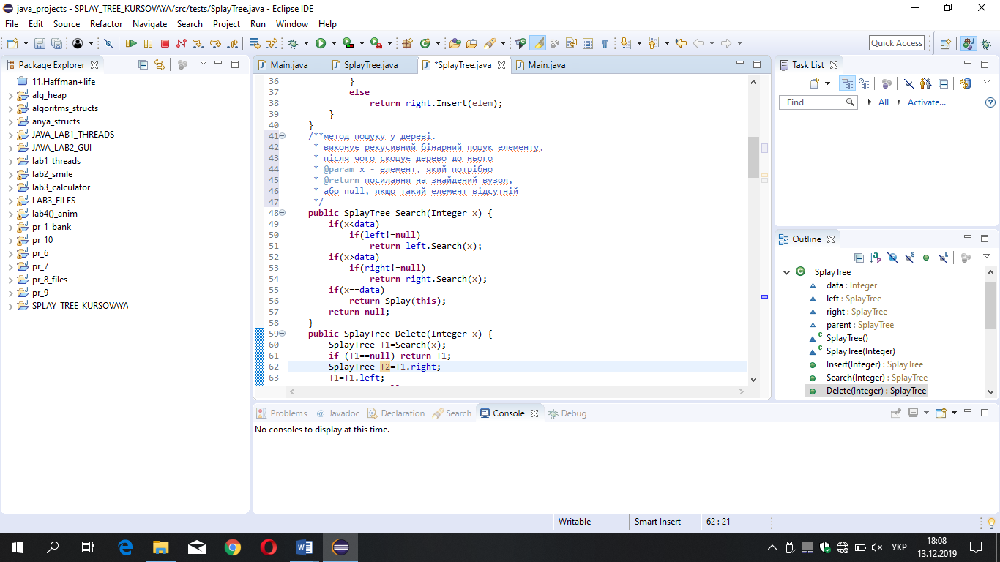 java_projects - SPLAY_TREE_KURSOVAYA/src/tests/SplayTree.java - Eclipse IDE
File Edit Source Refactor Navigate Search Project Run Window Help
Quick Access
Package Explorer
11.Haffman+life
alg_heap
algoritms_structs
anya_structs
JAVA_LAB1_THREADS
JAVA_LAB2_GUI
lab1_threads
lab2_smile
lab3_calculator
LAB3_FILES
lab4()_anim
pr_1_bank
pr_10
pr_6
pr_7
pr_8_files
pr_9
SPLAY_TREE_KURSOVAYA
Main.java SplayTree.java *SplayTree.java Main.java
36 }
37 else
38 return right.Insert(elem);
39 }
40 }
41 /**метод пошуку у дереві.
42 * виконує рекусивний бінарний пошук елементу,
43 * після чого скошує дерево до нього
44 * @param x - елемент, який потрібно
45 * @return посилання на знайдений вузол,
46 * або null, якщо такий елемент відсутній
47 */
48 public SplayTree Search(Integer x) {
49 if(x<data)
50 if(left!=null)
51 return left.Search(x);
52 if(x>data)
53 if(right!=null)
54 return right.Search(x);
55 if(x==data)
56 return Splay(this);
57 return null;
58 }
59 public SplayTree Delete(Integer x) {
60 SplayTree T1=Search(x);
61 if (T1==null) return T1;
62 SplayTree T2=T1.right;
63 T1=T1.left;
Task List
Find All Activate...
Outline
SplayTree
data : Integer
left : SplayTree
right : SplayTree
parent : SplayTree
SplayTree()
SplayTree(Integer)
Insert(Integer) : SplayTree
Search(Integer) : SplayTree
Delete(Integer) : SplayTree
Problems @ Javadoc Declaration Search Console Debug
No consoles to display at this time.
Writable Smart Insert 62 : 21
УКР
18:08
13.12.2019